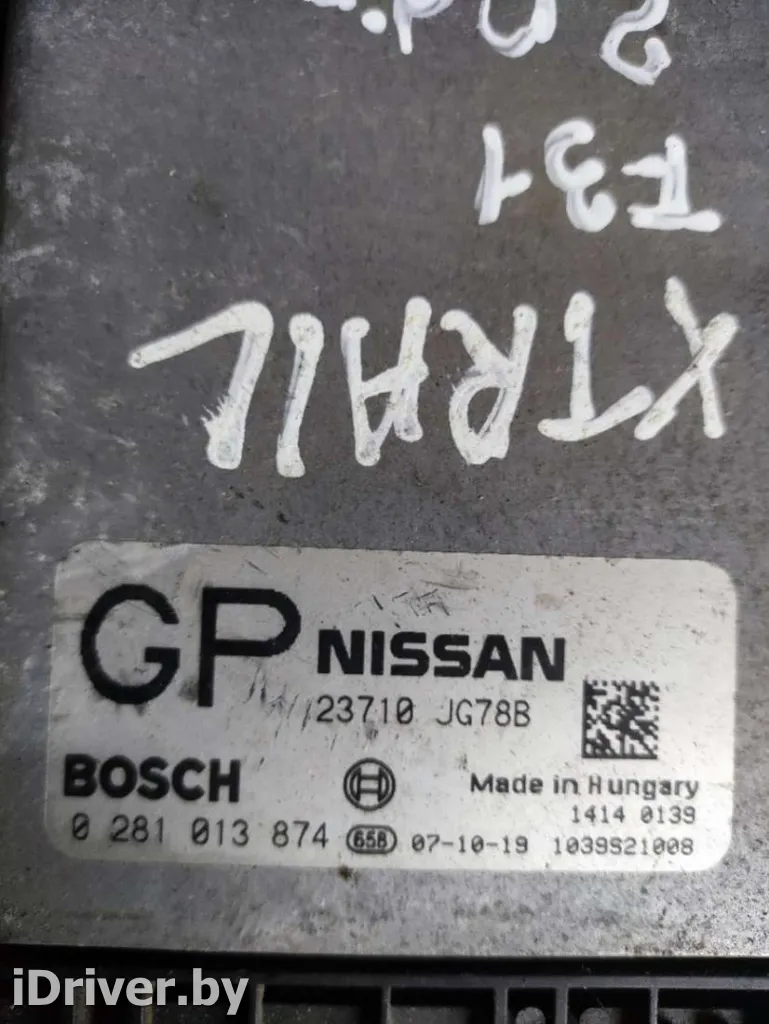 XTRAIL
T31
GP NISSAN
23710 JG78B
BOSCH
Made in Hungary
1414 0139
0 281 013 874 658 07-10-19 1039S21008
iDriver.by